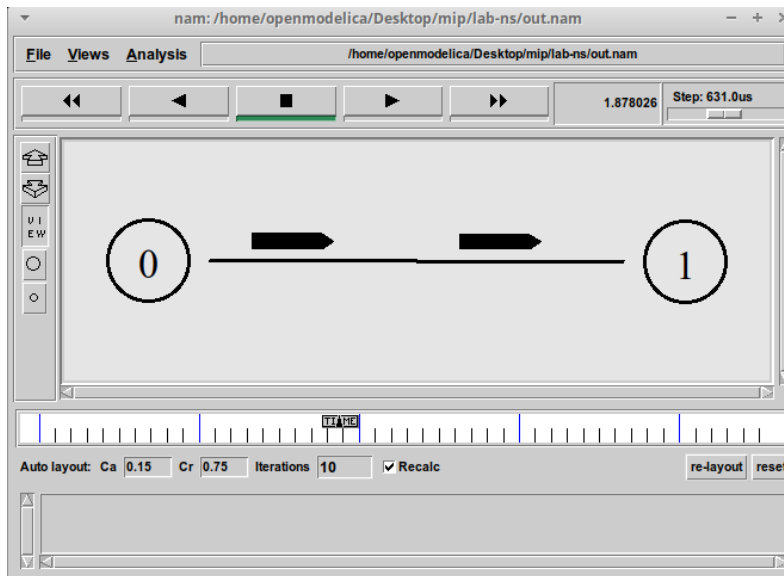 nam: /home/openmodelica/Desktop/mip/lab-ns/out.nam
File Views Analysis /home/openmodelica/Desktop/mip/lab-ns/out.nam
1.878026 Step: 631.0us
VI
EW
0 1
TIME
Auto layout: Ca 0.15 Cr 0.75 Iterations 10 Recalc re-layout reset